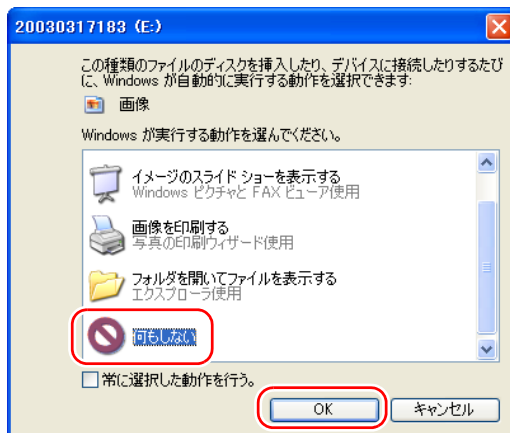 20030317183 (E:)
この種類のファイルのディスクを挿入したり、デバイスに接続したりするたび
に、Windows が自動的に実行する動作を選択できます:
画像
Windows が実行する動作を選んでください。
イメージのスライド ショーを表示する
Windows ピクチャと FAX ビューア使用
画像を印刷する
写真の印刷ウィザード使用
フォルダを開いてファイルを表示する
エクスプローラ使用
何もしない
常に選択した動作を行う。
OK
キャンセル